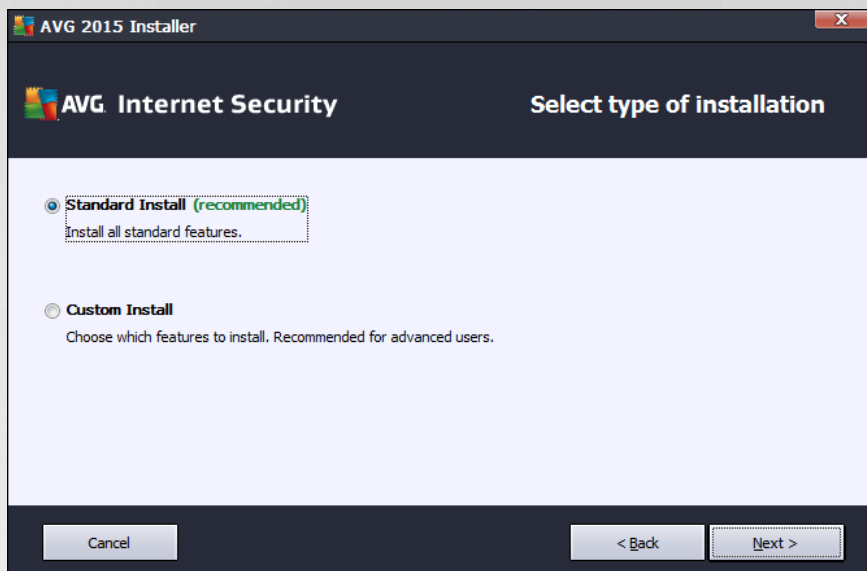 AVG 2015 Installer
AVG. Internet Security
Select type of installation
Standard Install (recommended)
Install all standard features.
Custom Install
Choose which features to install. Recommended for advanced users.
Cancel
< Back
Next >